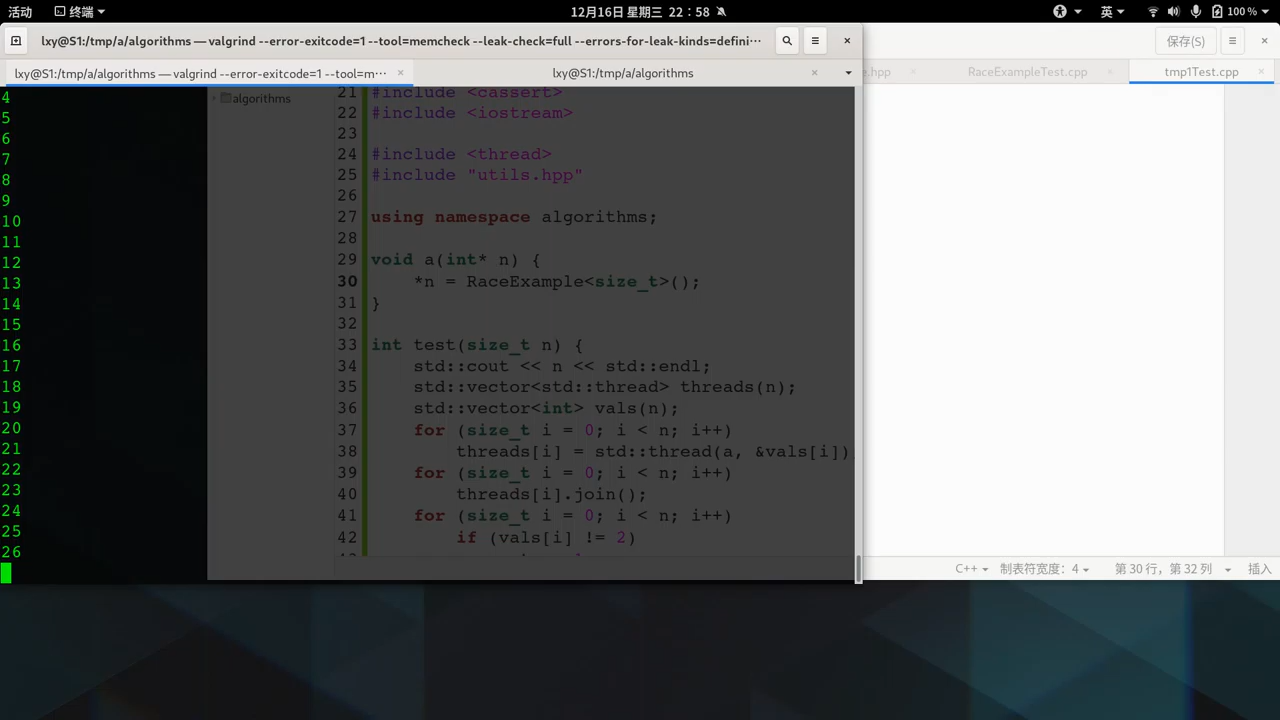 活动 终端 12月16日 星期三 22：58 英 100 %
lxy@S1:/tmp/a/algorithms — valgrind --error-exitcode=1 --tool=memcheck --leak-check=full --errors-for-leak-kinds=defini… 保存(S)
lxy@S1:/tmp/a/algorithms — valgrind --error-exitcode=1 --tool=m… lxy@S1:/tmp/a/algorithms e.hpp RaceExampleTest.cpp tmp1Test.cpp
4
5
6
7
8
9
10
11
12
13
14
15
16
17
18
19
20
21
22
23
24
25
26
algorithms
21 #include <cassert>
22 #include <iostream>
23
24 #include <thread>
25 #include "utils.hpp"
26
27 using namespace algorithms;
28
29 void a(int* n) {
30 *n = RaceExample<size_t>();
31 }
32
33 int test(size_t n) {
34 std::cout << n << std::endl;
35 std::vector<std::thread> threads(n);
36 std::vector<int> vals(n);
37 for (size_t i = 0; i < n; i++)
38 threads[i] = std::thread(a, &vals[i])
39 for (size_t i = 0; i < n; i++)
40 threads[i].join();
41 for (size_t i = 0; i < n; i++)
42 if (vals[i] != 2)
C++ 制表符宽度：4 第 30 行，第 32 列 插入